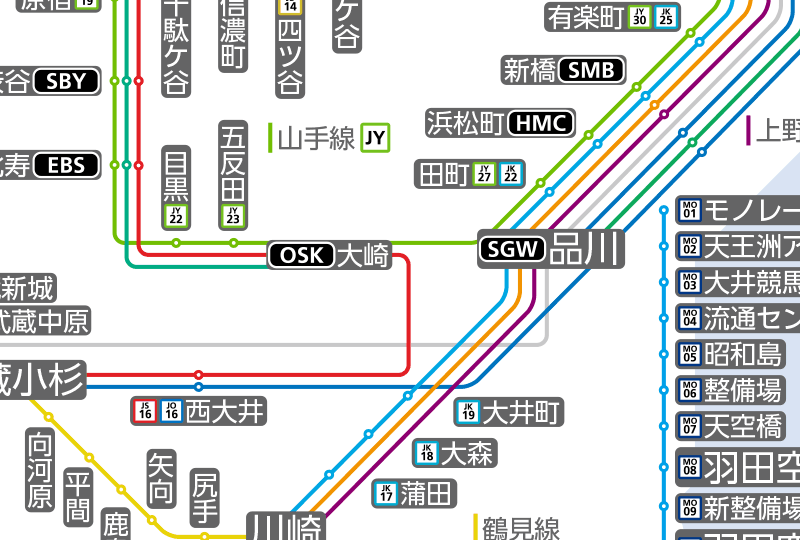 原宿 19
千駄ケ谷
信濃町
14 四ツ谷
ケ谷
有楽町 JY 30 JK 25
新橋 SMB
渋谷 SBY
浜松町 HMC
山手線 JY
上野
恵比寿 EBS
目黒 JY 22
五反田 JY 23
田町 JY 27 JK 22
OSK 大崎
SGW 品川
MO 01 モノレー
MO 02 天王洲ア
MO 03 大井競馬
MO 04 流通セン
MO 05 昭和島
MO 06 整備場
MO 07 天空橋
MO 08 羽田空
MO 09 新整備場
新城
武蔵中原
蔵小杉
JS 16 JO 16 西大井
JK 19 大井町
JK 18 大森
JK 17 蒲田
向河原
平間
鹿
矢向
尻手
川崎
鶴見線